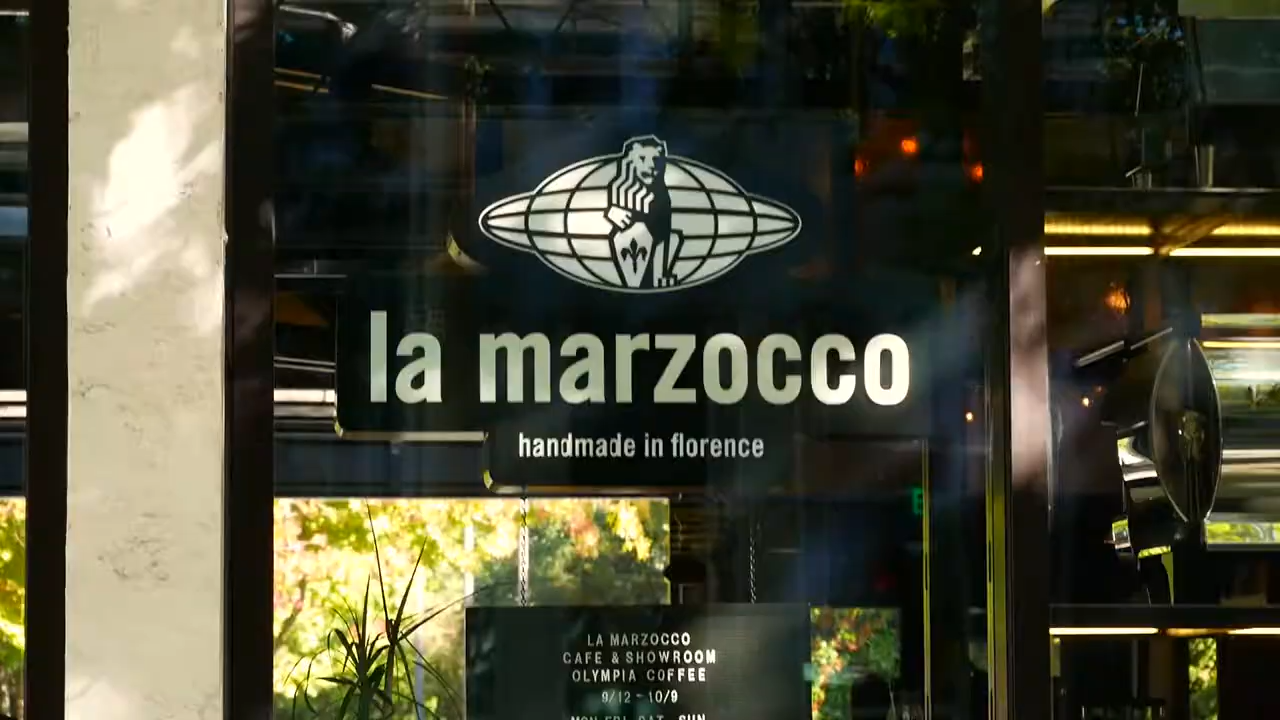 la marzocco
handmade in florence
LA MARZOCCO
CAFE & SHOWROOM
OLYMPIA COFFEE
9/12 - 10/9